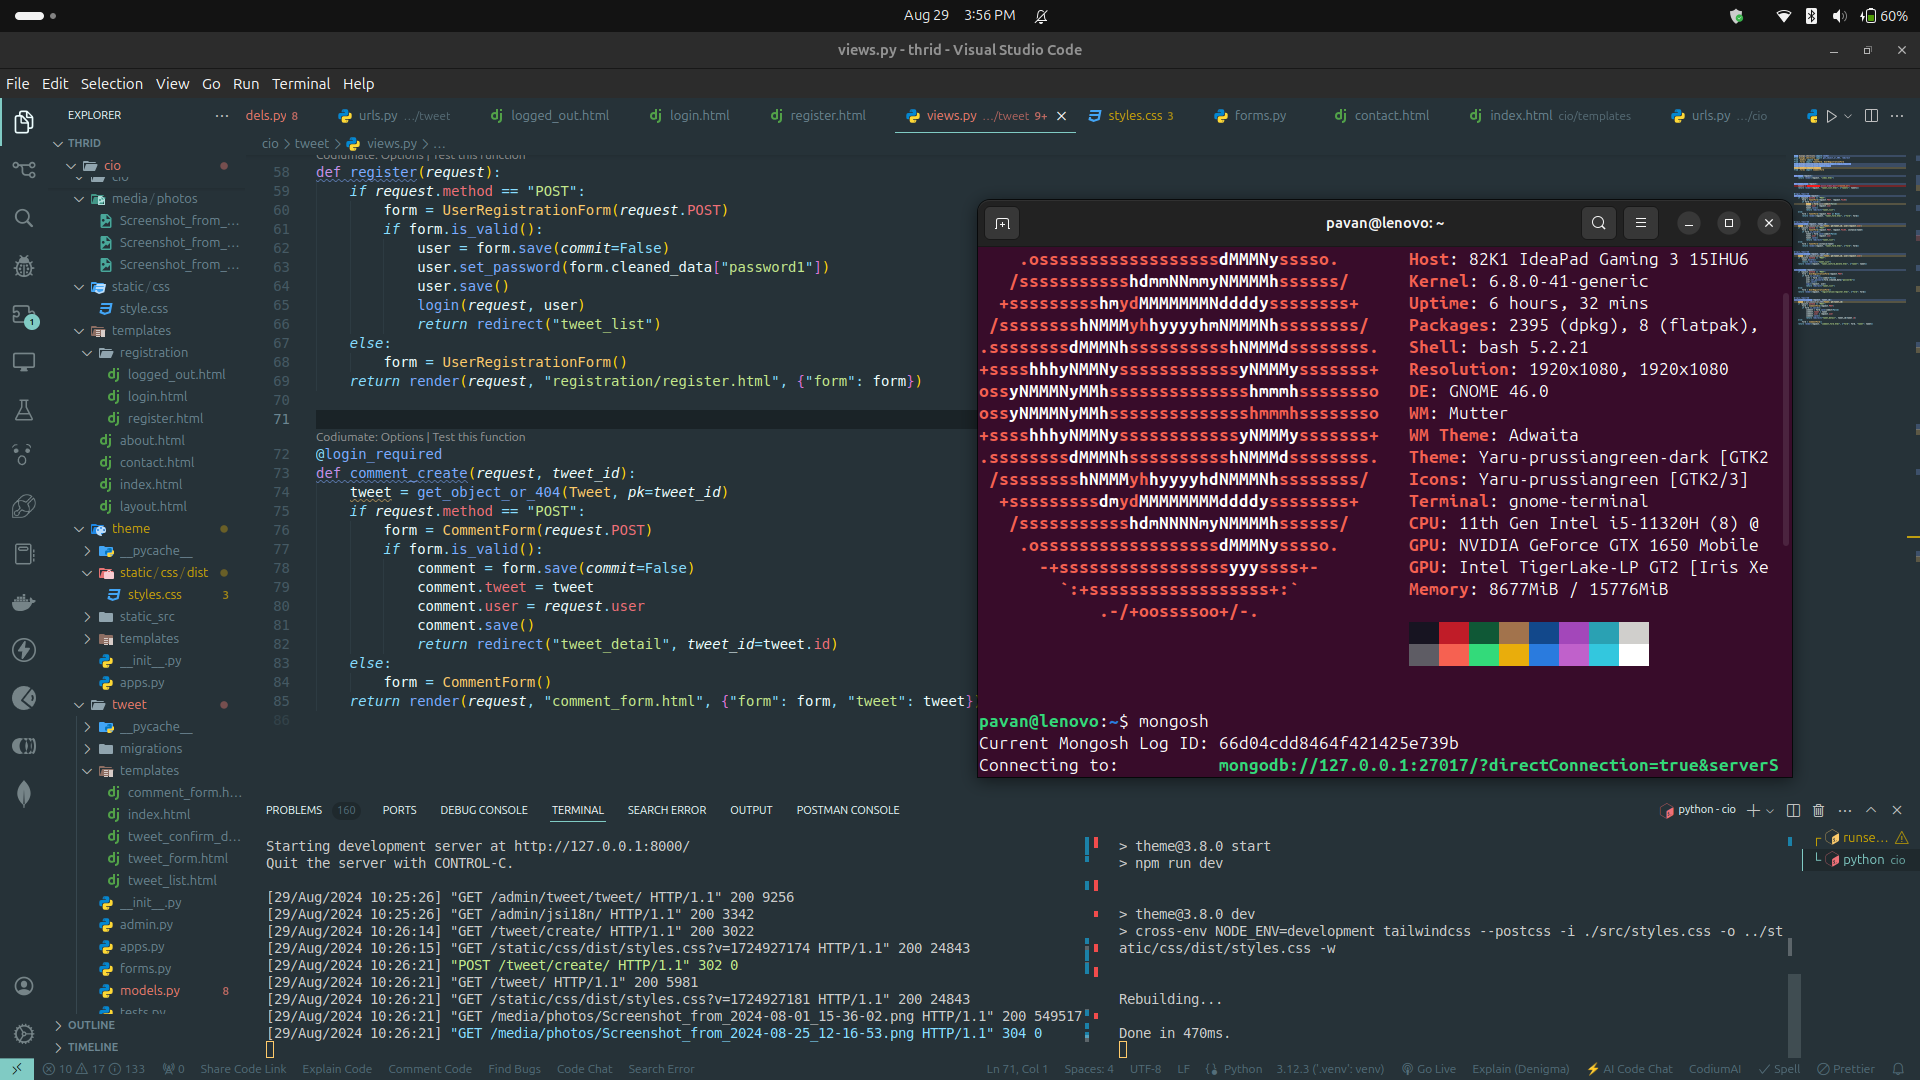 Aug 29 3:56 PM
60%
views.py - thrid - Visual Studio Code
File Edit Selection View Go Run Terminal Help
EXPLORER
dels.py 8
urls.py .../tweet
logged_out.html
login.html
register.html
views.py .../tweet 9+
styles.css 3
forms.py
contact.html
index.html cio/templates
urls.py .../cio
THRID
cio
cio
media/photos
Screenshot_from_...
Screenshot_from_...
Screenshot_from_...
static/css
style.css
templates
registration
logged_out.html
login.html
register.html
about.html
contact.html
index.html
layout.html
theme
__pycache__
static/css/dist
styles.css 3
static_src
templates
__init__.py
apps.py
tweet
__pycache__
migrations
templates
comment_form.h...
index.html
tweet_confirm_d...
tweet_form.html
tweet_list.html
__init__.py
admin.py
apps.py
forms.py
models.py 8
tests.py
OUTLINE
TIMELINE
1
cio > tweet > views.py > ...
Codiumate: Options | Test this function
58 def register(request):
59 if request.method == "POST":
60 form = UserRegistrationForm(request.POST)
61 if form.is_valid():
62 user = form.save(commit=False)
63 user.set_password(form.cleaned_data["password1"])
64 user.save()
65 login(request, user)
66 return redirect("tweet_list")
67 else:
68 form = UserRegistrationForm()
69 return render(request, "registration/register.html", {"form": form})
70
71
Codiumate: Options | Test this function
72 @login_required
73 def comment_create(request, tweet_id):
74 tweet = get_object_or_404(Tweet, pk=tweet_id)
75 if request.method == "POST":
76 form = CommentForm(request.POST)
77 if form.is_valid():
78 comment = form.save(commit=False)
79 comment.tweet = tweet
80 comment.user = request.user
81 comment.save()
82 return redirect("tweet_detail", tweet_id=tweet.id)
83 else:
84 form = CommentForm()
85 return render(request, "comment_form.html", {"form": form, "tweet": tweet}
86
pavan@lenovo: ~
.osssssssssssssssssssdMMMNysssso. Host: 82K1 IdeaPad Gaming 3 15IHU6
/ssssssssssshdmmNNmmyNMMMMhssssss/ Kernel: 6.8.0-41-generic
+ssssssssshmydMMMMMMMNddddyssssssss+ Uptime: 6 hours, 32 mins
/sssssssshNMMMyhhyyyyhmNMMMNhssssssss/ Packages: 2395 (dpkg), 8 (flatpak),
.ssssssssdMMMNhsssssssssshNMMMdssssssss. Shell: bash 5.2.21
+sssshhhyNMMNyssssssssssssyNMMMysssssss+ Resolution: 1920x1080, 1920x1080
ossyNMMMNyMMhsssssssssssssshmmmhssssssso DE: GNOME 46.0
ossyNMMMNyMMhsssssssssssssshmmmhssssssso WM: Mutter
+sssshhhyNMMNyssssssssssssyNMMMysssssss+ WM Theme: Adwaita
.ssssssssdMMMNhsssssssssshNMMMdssssssss. Theme: Yaru-prussiangreen-dark [GTK2
/sssssssshNMMMyhhyyyyhdNMMMNhssssssss/ Icons: Yaru-prussiangreen [GTK2/3]
+sssssssssdmydMMMMMMMMddddyssssssss+ Terminal: gnome-terminal
/ssssssssssshdmNNNNmyNMMMMhssssss/ CPU: 11th Gen Intel i5-11320H (8) @
.ossssssssssssssssssdMMMNysssso. GPU: NVIDIA GeForce GTX 1650 Mobile
-+sssssssssssssssssyyyssss+- GPU: Intel TigerLake-LP GT2 [Iris Xe
`:+ssssssssssssssssss+:` Memory: 8677MiB / 15776MiB
.-/+oossssoo+/-.
pavan@lenovo:~$ mongosh
Current Mongosh Log ID: 66d04cdd8464f421425e739b
Connecting to: mongodb://127.0.0.1:27017/?directConnection=true&serverS
PROBLEMS 160 PORTS DEBUG CONSOLE TERMINAL SEARCH ERROR OUTPUT POSTMAN CONSOLE
python - cio
runse...
python cio
Starting development server at http://127.0.0.1:8000/
Quit the server with CONTROL-C.
[29/Aug/2024 10:25:26] "GET /admin/tweet/tweet/ HTTP/1.1" 200 9256
[29/Aug/2024 10:25:26] "GET /admin/jsi18n/ HTTP/1.1" 200 3342
[29/Aug/2024 10:26:14] "GET /tweet/create/ HTTP/1.1" 200 3022
[29/Aug/2024 10:26:15] "GET /static/css/dist/styles.css?v=1724927174 HTTP/1.1" 200 24843
[29/Aug/2024 10:26:21] "POST /tweet/create/ HTTP/1.1" 302 0
[29/Aug/2024 10:26:21] "GET /tweet/ HTTP/1.1" 200 5981
[29/Aug/2024 10:26:21] "GET /static/css/dist/styles.css?v=1724927181 HTTP/1.1" 200 24843
[29/Aug/2024 10:26:21] "GET /media/photos/Screenshot_from_2024-08-01_15-36-02.png HTTP/1.1" 200 549517
[29/Aug/2024 10:26:21] "GET /media/photos/Screenshot_from_2024-08-25_12-16-53.png HTTP/1.1" 304 0
> theme@3.8.0 start
> npm run dev
> theme@3.8.0 dev
> cross-env NODE_ENV=development tailwindcss --postcss -i ./src/styles.css -o ../st
atic/css/dist/styles.css -w
Rebuilding...
Done in 470ms.
10 17 133 0 Share Code Link Explain Code Comment Code Find Bugs Code Chat Search Error
Ln 71, Col 1 Spaces: 4 UTF-8 LF Python 3.12.3 ('.venv': venv) Go Live Explain (Denigma) AI Code Chat CodiumAI Spell Prettier